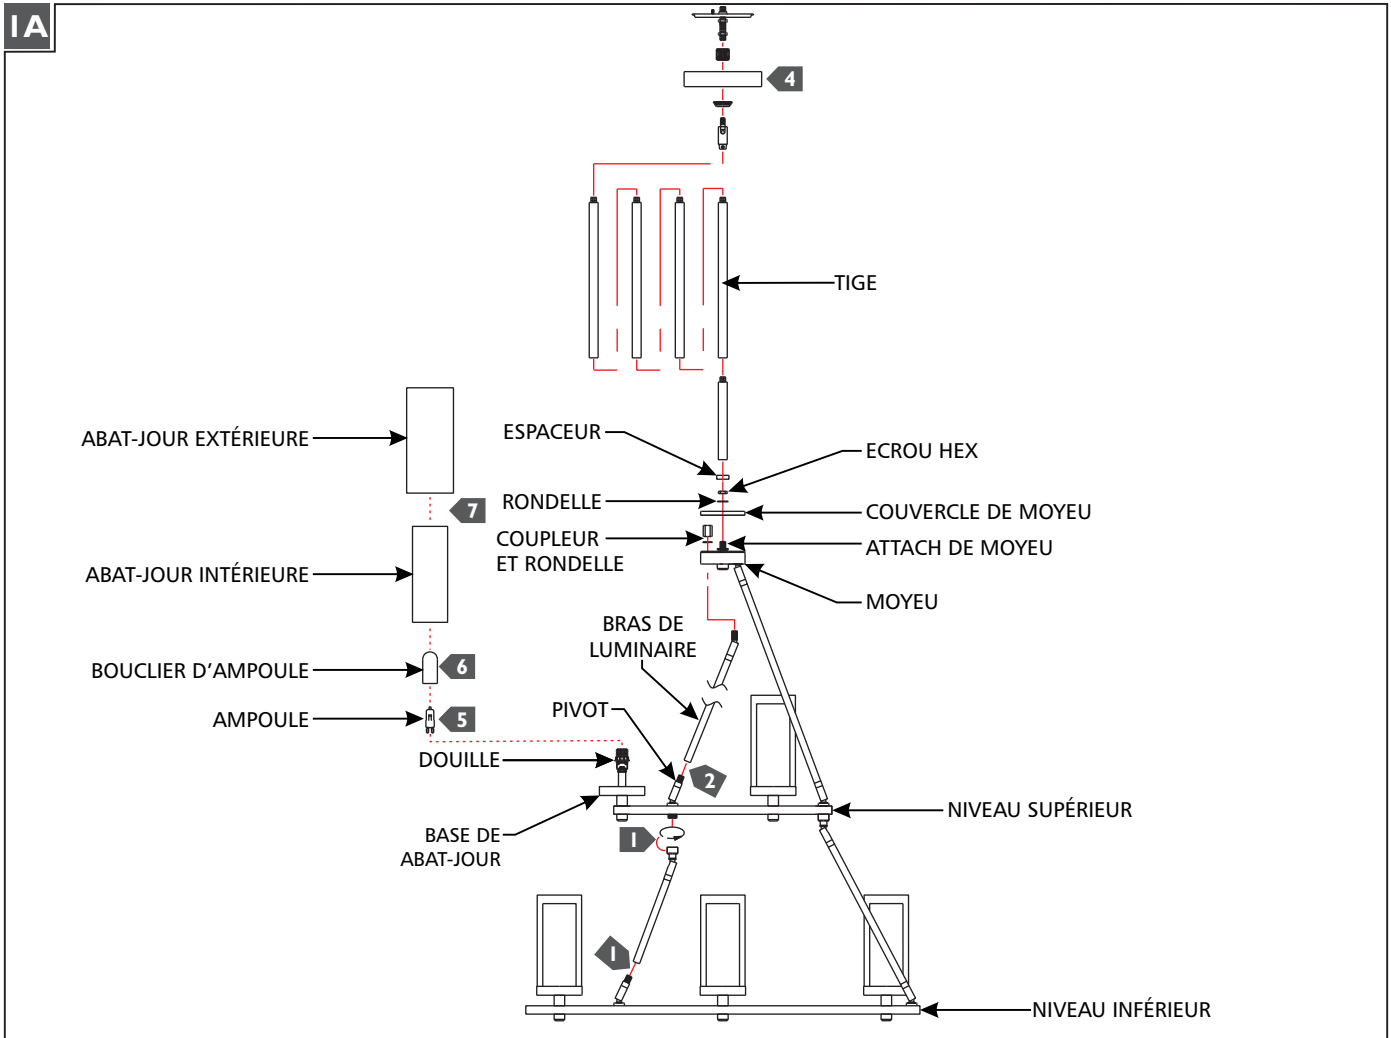 1A
4
TIGE
ABAT-JOUR EXTÉRIEURE
ESPACEUR
ECROU HEX
RONDELLE
7
COUVERCLE DE MOYEU
COUPLEUR
ET RONDELLE
ATTACH DE MOYEU
ABAT-JOUR INTÉRIEURE
MOYEU
BRAS DE
LUMINAIRE
BOUCLIER D’AMPOULE
6
PIVOT
AMPOULE
5
DOUILLE
2
NIVEAU SUPÉRIEUR
BASE DE
ABAT-JOUR
1
1
NIVEAU INFÉRIEUR